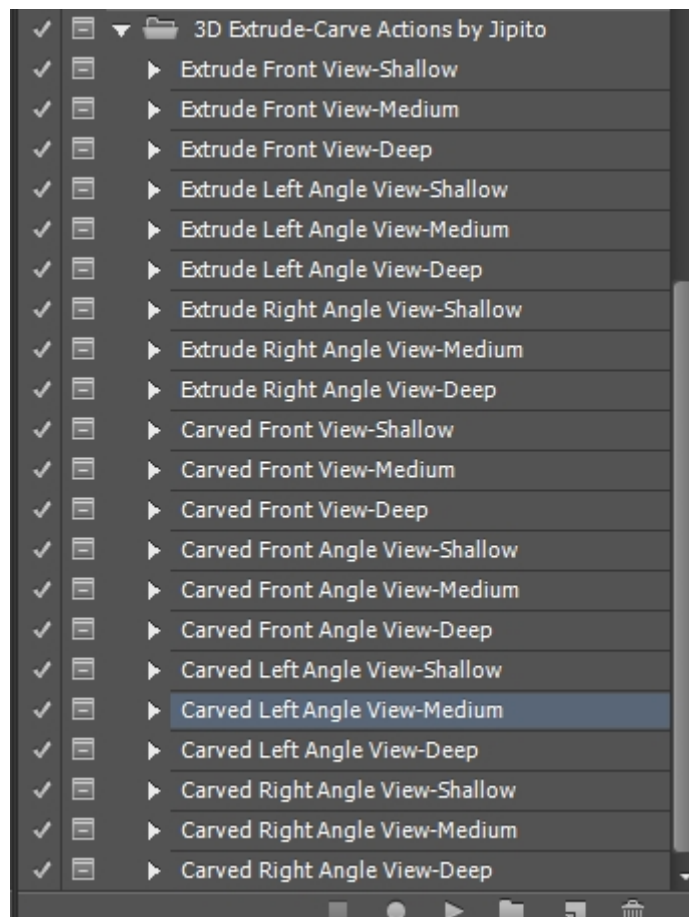 3D Extrude-Carve Actions by Jipito
Extrude Front View-Shallow
Extrude Front View-Medium
Extrude Front View-Deep
Extrude Left Angle View-Shallow
Extrude Left Angle View-Medium
Extrude Left Angle View-Deep
Extrude Right Angle View-Shallow
Extrude Right Angle View-Medium
Extrude Right Angle View-Deep
Carved Front View-Shallow
Carved Front View-Medium
Carved Front View-Deep
Carved Front Angle View-Shallow
Carved Front Angle View-Medium
Carved Front Angle View-Deep
Carved Left Angle View-Shallow
Carved Left Angle View-Medium
Carved Left Angle View-Deep
Carved Right Angle View-Shallow
Carved Right Angle View-Medium
Carved Right Angle View-Deep